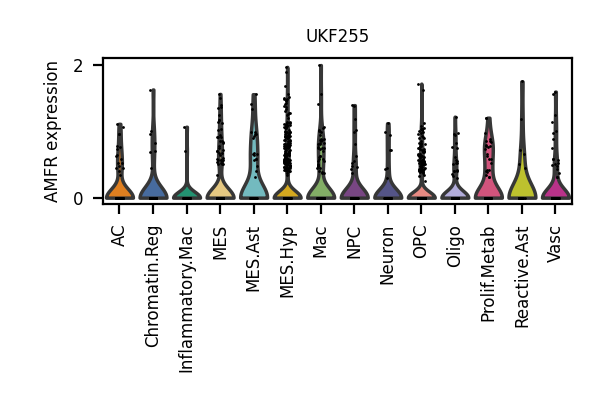 UKF255
AMFR expression
2
0
AC
Chromatin.Reg
Inflammatory.Mac
MES
MES.Ast
MES.Hyp
Mac
NPC
Neuron
OPC
Oligo
Prolif.Metab
Reactive.Ast
Vasc